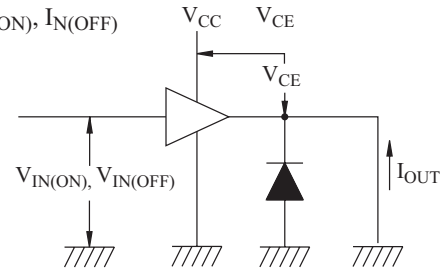 ON), IN(OFF)
VCC
VCE
VCE
VIN(ON), VIN(OFF)
IOUT